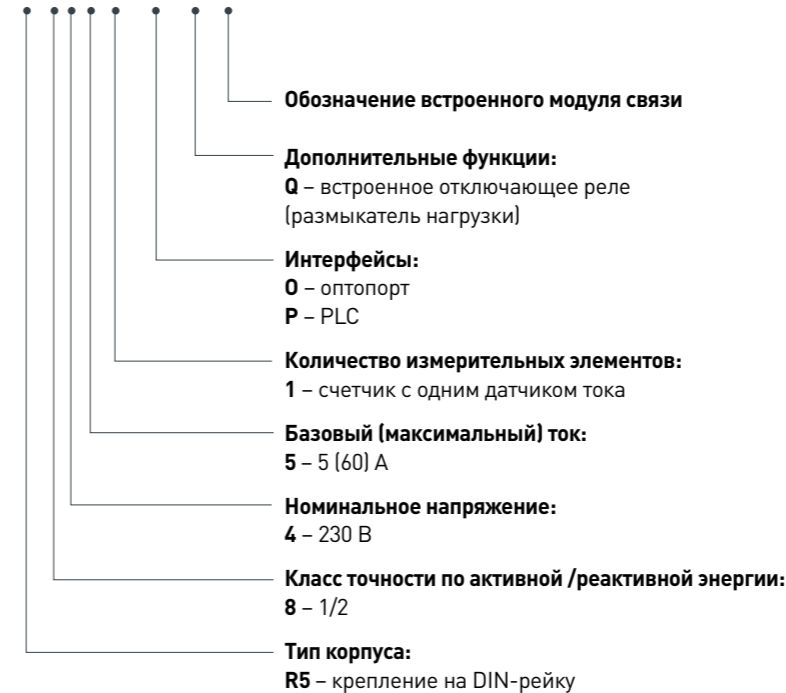 Обозначение встроенного модуля связи
Дополнительные функции:
Q – встроенное отключающее реле
(размыкатель нагрузки)
Интерфейсы:
O – оптопорт
P – PLC
Количество измерительных элементов:
1 – счетчик с одним датчиком тока
Базовый (максимальный) ток:
5 – 5 (60) А
Номинальное напряжение:
4 – 230 В
Класс точности по активной /реактивной энергии:
8 – 1/2
Тип корпуса:
R5 – крепление на DIN-рейку